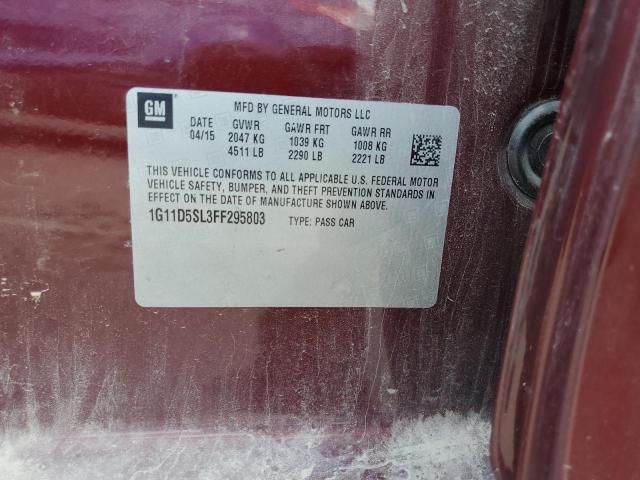 GM
MFD BY GENERAL MOTORS LLC
DATE GVWR GAWR FRT GAWR RR
04/15 2047 KG 1039 KG 1008 KG
4511 LB 2290 LB 2221 LB
THIS VEHICLE CONFORMS TO ALL APPLICABLE U.S. FEDERAL MOTOR
VEHICLE SAFETY, BUMPER, AND THEFT PREVENTION STANDARDS IN
EFFECT ON THE DATE OF MANUFACTURE SHOWN ABOVE.
1G11D5SL3FF295803 TYPE: PASS CAR